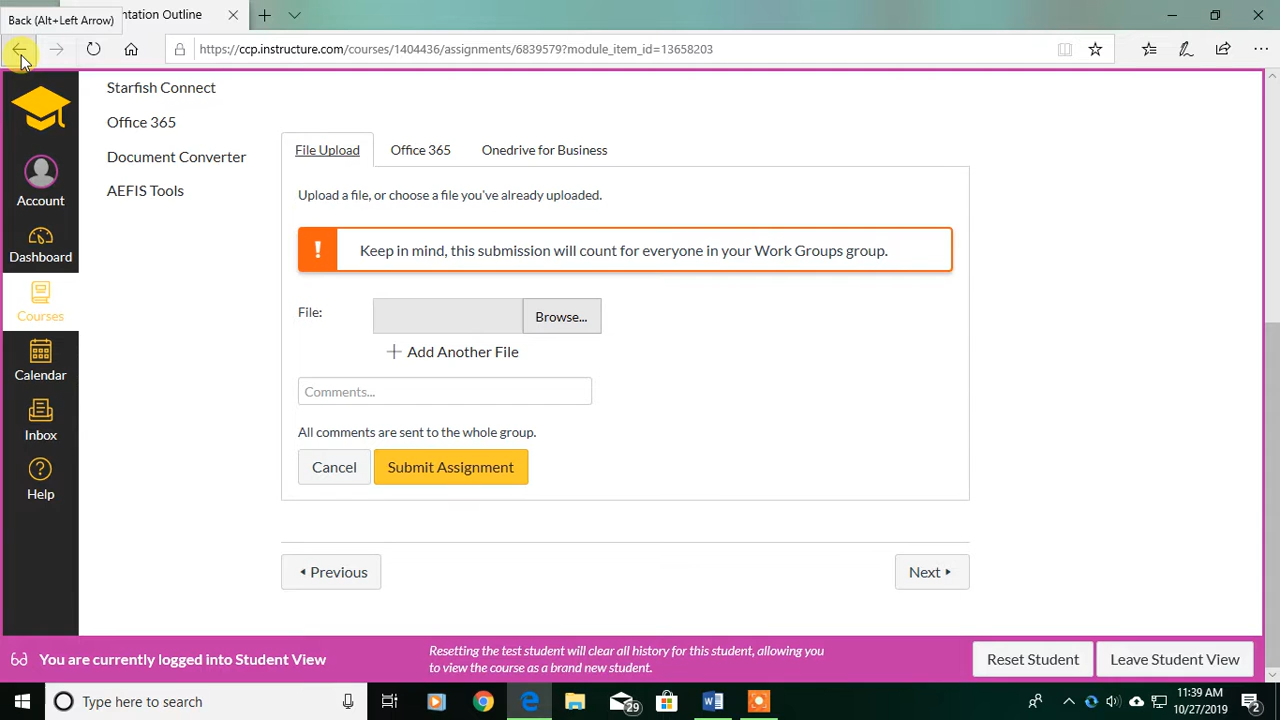 Back (Alt+Left Arrow)
ntation Outline
https://ccp.instructure.com/courses/1404436/assignments/6839579?module_item_id=13658203
Starfish Connect
Office 365
Document Converter
AEFIS Tools
Account
Dashboard
Courses
Calendar
Inbox
Help
File Upload
Office 365
Onedrive for Business
Upload a file, or choose a file you've already uploaded.
! Keep in mind, this submission will count for everyone in your Work Groups group.
File:
Browse...
Add Another File
Comments...
All comments are sent to the whole group.
Cancel
Submit Assignment
Previous
Next
You are currently logged into Student View
Resetting the test student will clear all history for this student, allowing you
to view the course as a brand new student.
Reset Student
Leave Student View
Type here to search
29
11:39 AM
10/27/2019
2